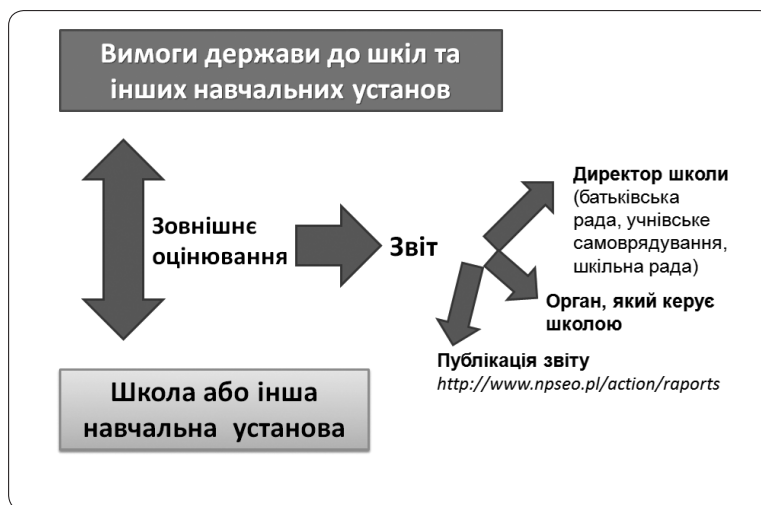 Вимоги держави до шкіл та
інших навчальних установ
Зовнішнє
оцінювання
Звіт
Директор школи
(батьківська
рада, учнівське
самоврядування,
шкільна рада)
Орган, який керує
школою
Публікація звіту
http://www.npseo.pl/action/raports
Школа або інша
навчальна установа